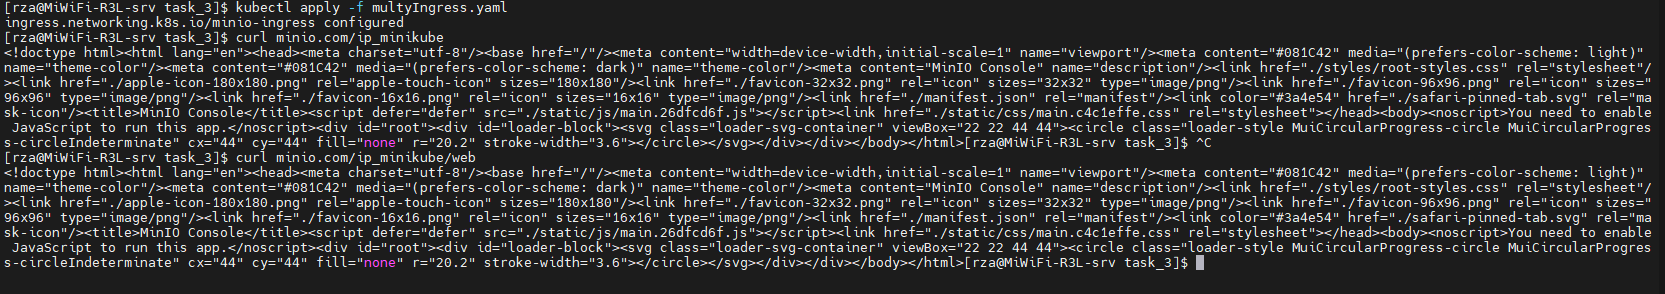 [rza@MiWiFi-R3L-srv task_3]$ kubectl apply -f multyIngress.yaml
ingress.networking.k8s.io/minio-ingress configured
[rza@MiWiFi-R3L-srv task_3]$ curl minio.com/ip_minikube
<!doctype html><html lang="en"><head><meta charset="utf-8"/><base href="/"/><meta content="width=device-width,initial-scale=1" name="viewport"/><meta content="#081C42" media="(prefers-color-scheme: light)"
name="theme-color"/><meta content="#081C42" media="(prefers-color-scheme: dark)" name="theme-color"/><meta content="MinIO Console" name="description"/><link href="./styles/root-styles.css" rel="stylesheet"/
><link href="./apple-icon-180x180.png" rel="apple-touch-icon" sizes="180x180"/><link href="./favicon-32x32.png" rel="icon" sizes="32x32" type="image/png"/><link href="./favicon-96x96.png" rel="icon" sizes="
96x96" type="image/png"/><link href="./favicon-16x16.png" rel="icon" sizes="16x16" type="image/png"/><link href="./manifest.json" rel="manifest"/><link color="#3a4e54" href="./safari-pinned-tab.svg" rel="ma
sk-icon"/><title>MinIO Console</title><script defer="defer" src="./static/js/main.26dfcd6f.js"></script><link href="./static/css/main.c4c1effe.css" rel="stylesheet"></head><body><noscript>You need to enable
 JavaScript to run this app.</noscript><div id="root"><div id="loader-block"><svg class="loader-svg-container" viewBox="22 22 44 44"><circle class="loader-style MuiCircularProgress-circle MuiCircularProgres
s-circleIndeterminate" cx="44" cy="44" fill="none" r="20.2" stroke-width="3.6"></circle></svg></div></div></body></html>[rza@MiWiFi-R3L-srv task_3]$ ^C
[rza@MiWiFi-R3L-srv task_3]$ curl minio.com/ip_minikube/web
<!doctype html><html lang="en"><head><meta charset="utf-8"/><base href="/"/><meta content="width=device-width,initial-scale=1" name="viewport"/><meta content="#081C42" media="(prefers-color-scheme: light)"
name="theme-color"/><meta content="#081C42" media="(prefers-color-scheme: dark)" name="theme-color"/><meta content="MinIO Console" name="description"/><link href="./styles/root-styles.css" rel="stylesheet"/
><link href="./apple-icon-180x180.png" rel="apple-touch-icon" sizes="180x180"/><link href="./favicon-32x32.png" rel="icon" sizes="32x32" type="image/png"/><link href="./favicon-96x96.png" rel="icon" sizes="
96x96" type="image/png"/><link href="./favicon-16x16.png" rel="icon" sizes="16x16" type="image/png"/><link href="./manifest.json" rel="manifest"/><link color="#3a4e54" href="./safari-pinned-tab.svg" rel="ma
sk-icon"/><title>MinIO Console</title><script defer="defer" src="./static/js/main.26dfcd6f.js"></script><link href="./static/css/main.c4c1effe.css" rel="stylesheet"></head><body><noscript>You need to enable
 JavaScript to run this app.</noscript><div id="root"><div id="loader-block"><svg class="loader-svg-container" viewBox="22 22 44 44"><circle class="loader-style MuiCircularProgress-circle MuiCircularProgres
s-circleIndeterminate" cx="44" cy="44" fill="none" r="20.2" stroke-width="3.6"></circle></svg></div></div></body></html>[rza@MiWiFi-R3L-srv task_3]$